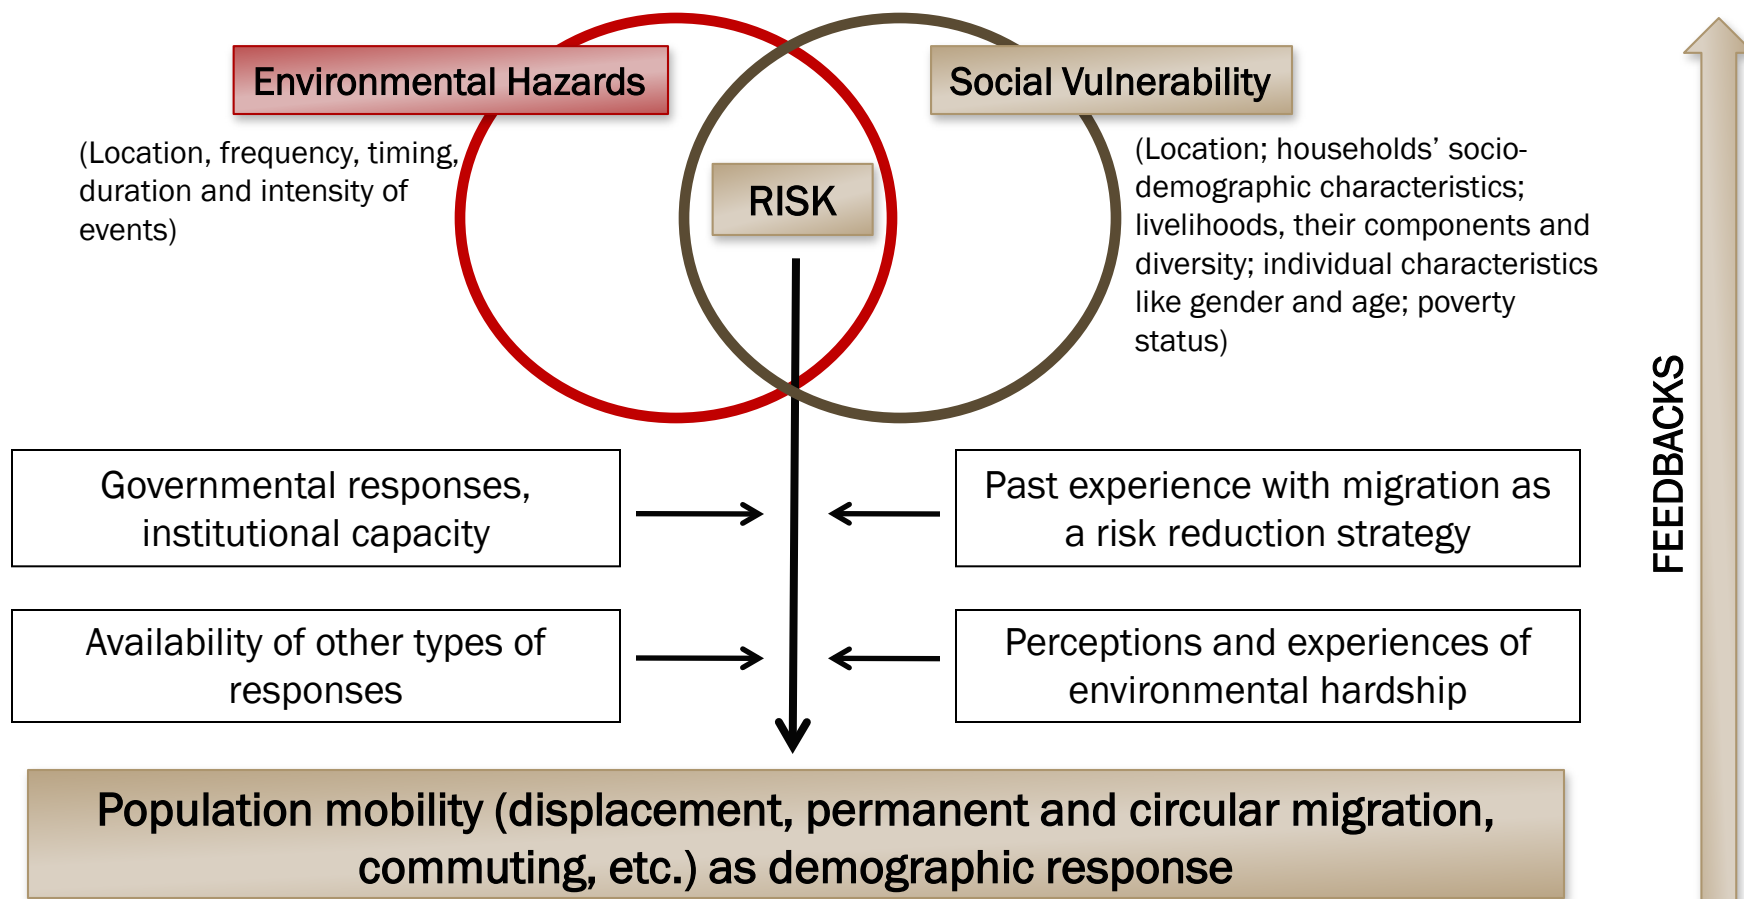 Environmental Hazards
Social Vulnerability
(Location, frequency, timing,
duration and intensity of
events)
(Location; households’ socio-
demographic characteristics;
livelihoods, their components and
diversity; individual characteristics
like gender and age; poverty
status)
RISK
FEEDBACKS
Governmental responses,
institutional capacity
Past experience with migration as
a risk reduction strategy
Availability of other types of
responses
Perceptions and experiences of
environmental hardship
Population mobility (displacement, permanent and circular migration,
commuting, etc.) as demographic response